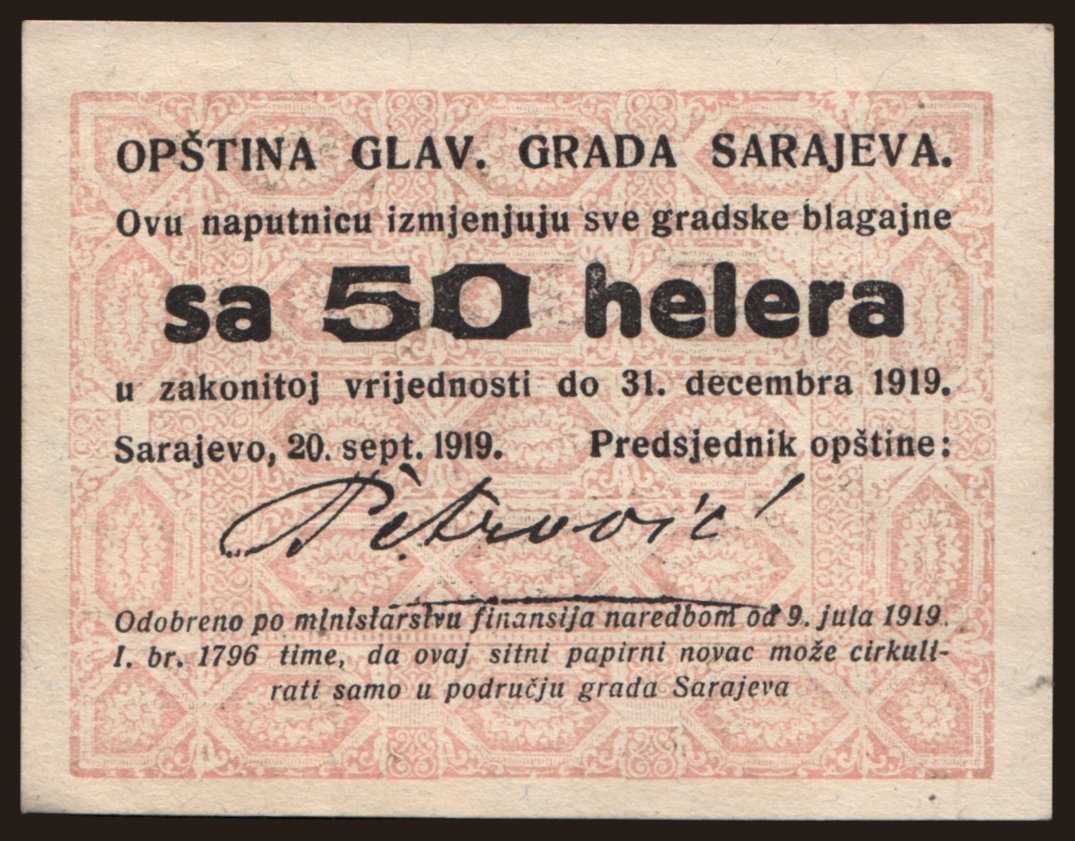 OPŠTINA GLAV. GRADA SARAJEVA.
Ovu naputnicu izmjenjuju sve gradske blagajne
sa 50 helera
u zakonitoj vrijednosti do 31. decembra 1919.
Sarajevo, 20. sept. 1919. Predsjednik opštine:
Petrović
Odobreno po ministarstvu finansija naredbom od 9. jula 1919.
I. br. 1796 time, da ovaj sitni papirni novac može cirkuli-
rati samo u području grada Sarajeva